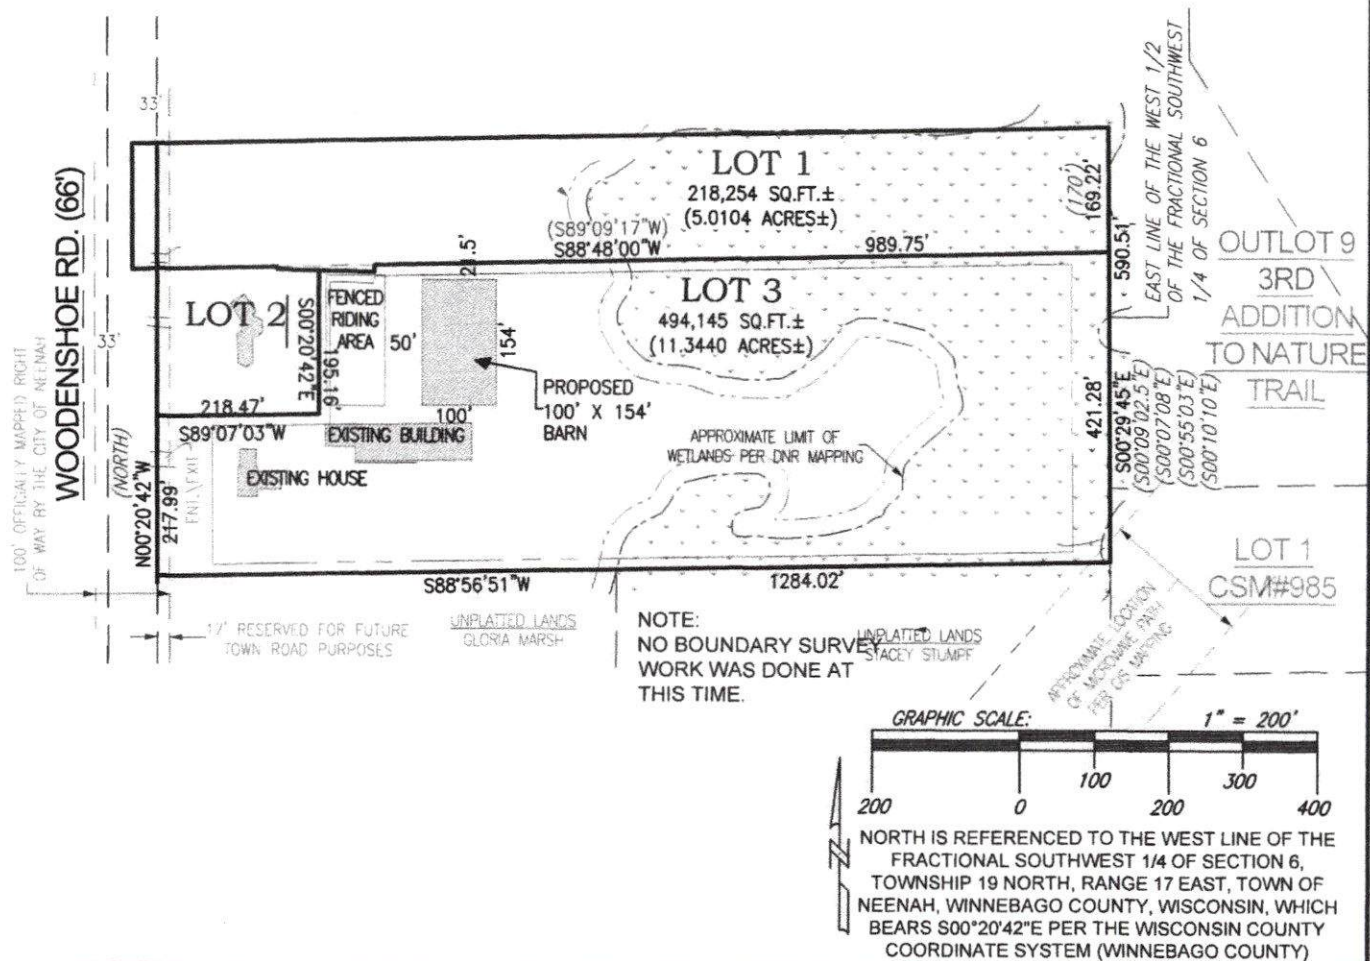 33'
LOT 1
218,254 SQ.FT.±
(5.0104 ACRES±)
(170')
169.22'
(S89°09'17"W)
S88°48'00"W
989.75'
590.51'
EAST LINE OF THE WEST 1/2
OF THE FRACTIONAL SOUTHWEST
1/4 OF SECTION 6
OUTLOT 9
3RD
ADDITION
TO NATURE
TRAIL
WOODENSHOE RD. (66')
100' OFFICIALLY MAPPED RIGHT
OF WAY BY THE CITY OF NEENAH
33'
LOT 2
S00°20'42"E
195.16'
FENCED
RIDING
AREA
50'
154'
100'
LOT 3
494,145 SQ.FT.±
(11.3440 ACRES±)
PROPOSED
100' X 154'
BARN
218.47'
S89°07'03"W
EXISTING BUILDING
EXISTING HOUSE
APPROXIMATE LIMIT OF
WETLANDS PER DNR MAPPING
421.28'
S00°29'45"E
(S00°09'02.5"E)
(S00°07'08"E)
(S00°55'03"E)
(S00°10'10"E)
(NORTH)
N00°20'42"W
217.99'
S88°56'51"W
1284.02'
LOT 1
CSM#985
17' RESERVED FOR FUTURE
TOWN ROAD PURPOSES
UNPLATTED LANDS
GLORIA MARSH
NOTE:
NO BOUNDARY SURVEY
WORK WAS DONE AT
THIS TIME.
UNPLATTED LANDS
STACEY STUMPF
APPROXIMATE LOCATION
OF MICROWAVE PATH
PER GIS MAPPING
GRAPHIC SCALE: 1" = 200'
200 0 100 200 300 400
N
NORTH IS REFERENCED TO THE WEST LINE OF THE
FRACTIONAL SOUTHWEST 1/4 OF SECTION 6,
TOWNSHIP 19 NORTH, RANGE 17 EAST, TOWN OF
NEENAH, WINNEBAGO COUNTY, WISCONSIN, WHICH
BEARS S00°20'42"E PER THE WISCONSIN COUNTY
COORDINATE SYSTEM (WINNEBAGO COUNTY)